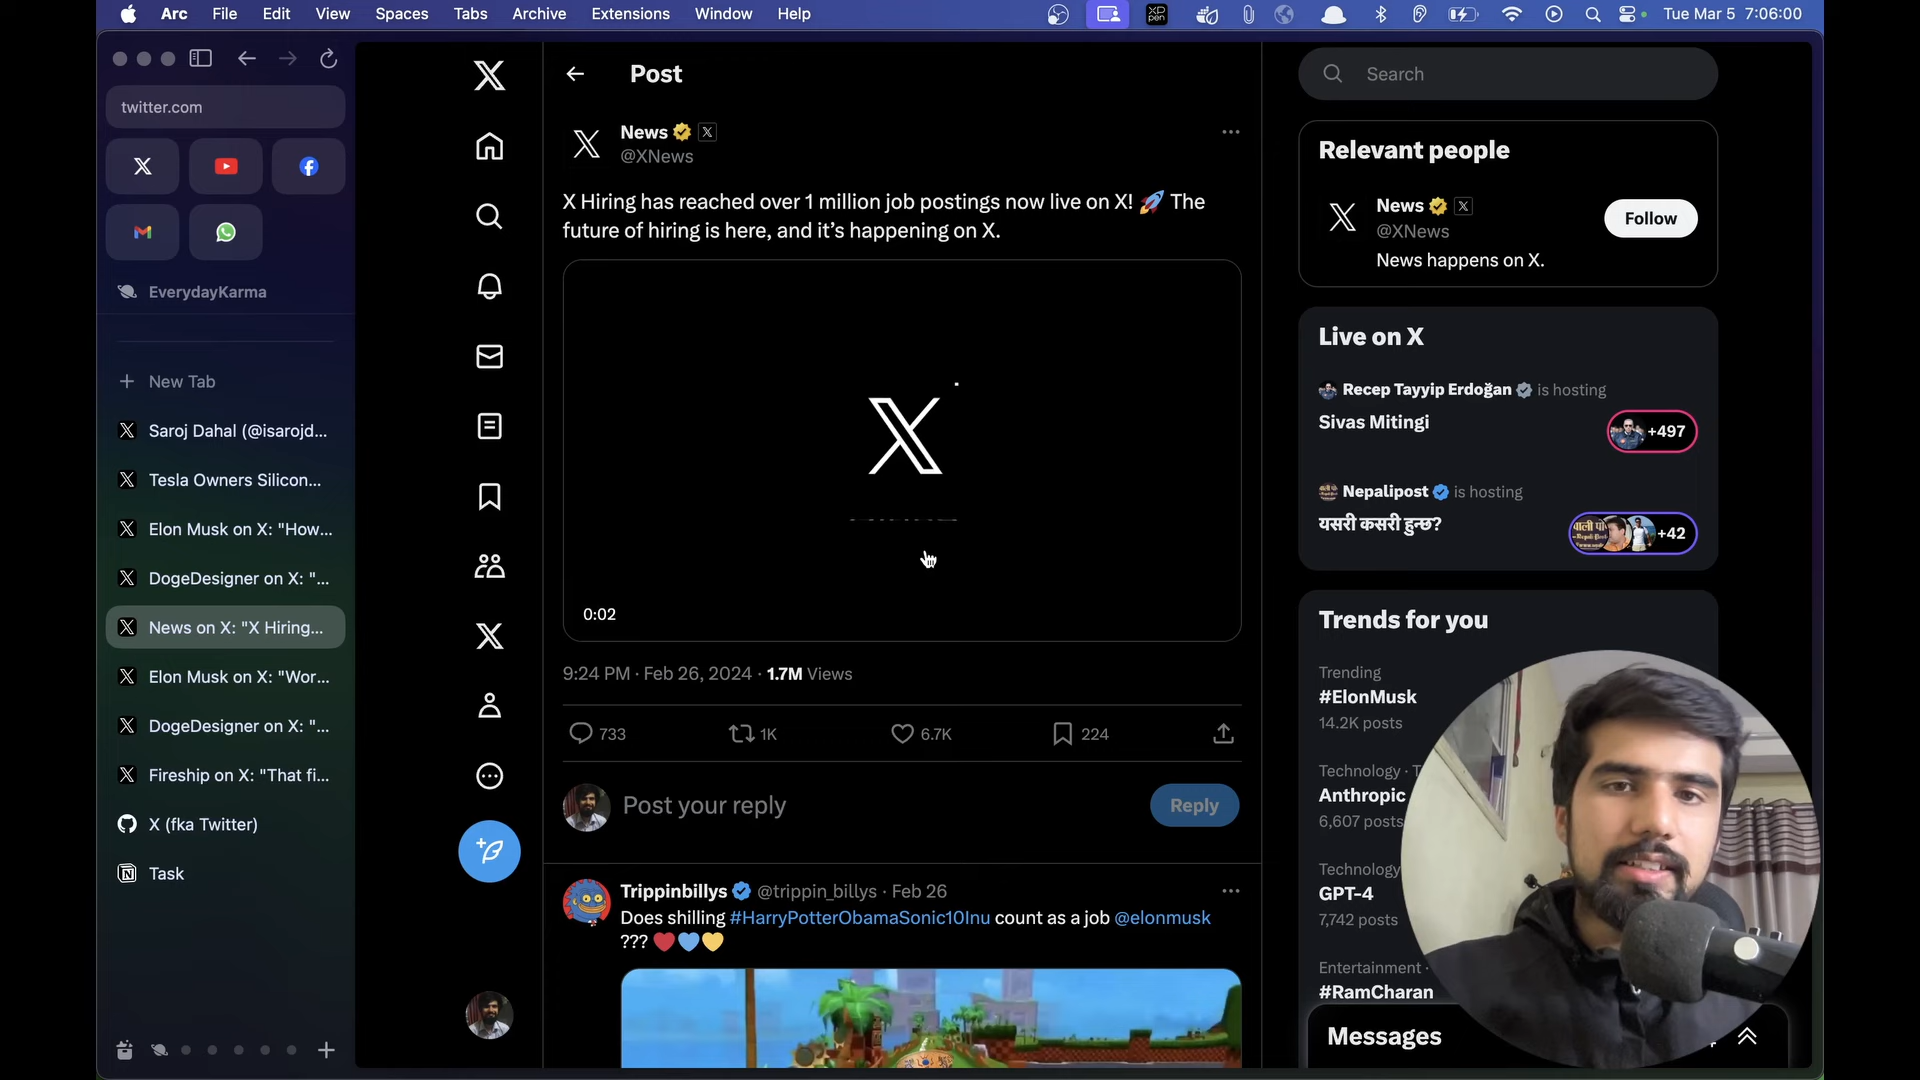 Arc File Edit View Spaces Tabs Archive Extensions Window Help
XP pen
Tue Mar 5 7:06:00
twitter.com
EverydayKarma
New Tab
Saroj Dahal (@isarojd...
Tesla Owners Silicon...
Elon Musk on X: "How...
DogeDesigner on X: "...
News on X: "X Hiring...
Elon Musk on X: "Wor...
DogeDesigner on X: "...
Fireship on X: "That fi...
X (fka Twitter)
Task
Post
News
@XNews
X Hiring has reached over 1 million job postings now live on X! 🚀 The
future of hiring is here, and it’s happening on X.
0:02
9:24 PM · Feb 26, 2024 · 1.7M Views
733 1K 6.7K 224
Post your reply
Reply
Trippinbillys @trippin_billys · Feb 26
Does shilling #HarryPotterObamaSonic10Inu count as a job @elonmusk
??? ❤️💙💛
Search
Relevant people
News
@XNews
Follow
News happens on X.
Live on X
Recep Tayyip Erdoğan is hosting
Sivas Mitingi
+497
Nepalipost is hosting
यसरी कसरी हुन्छ?
+42
Trends for you
Trending
#ElonMusk
14.2K posts
Technology ·
Anthropic
6,607 posts
Technology
GPT-4
7,742 posts
Entertainment ·
#RamCharan
Messages